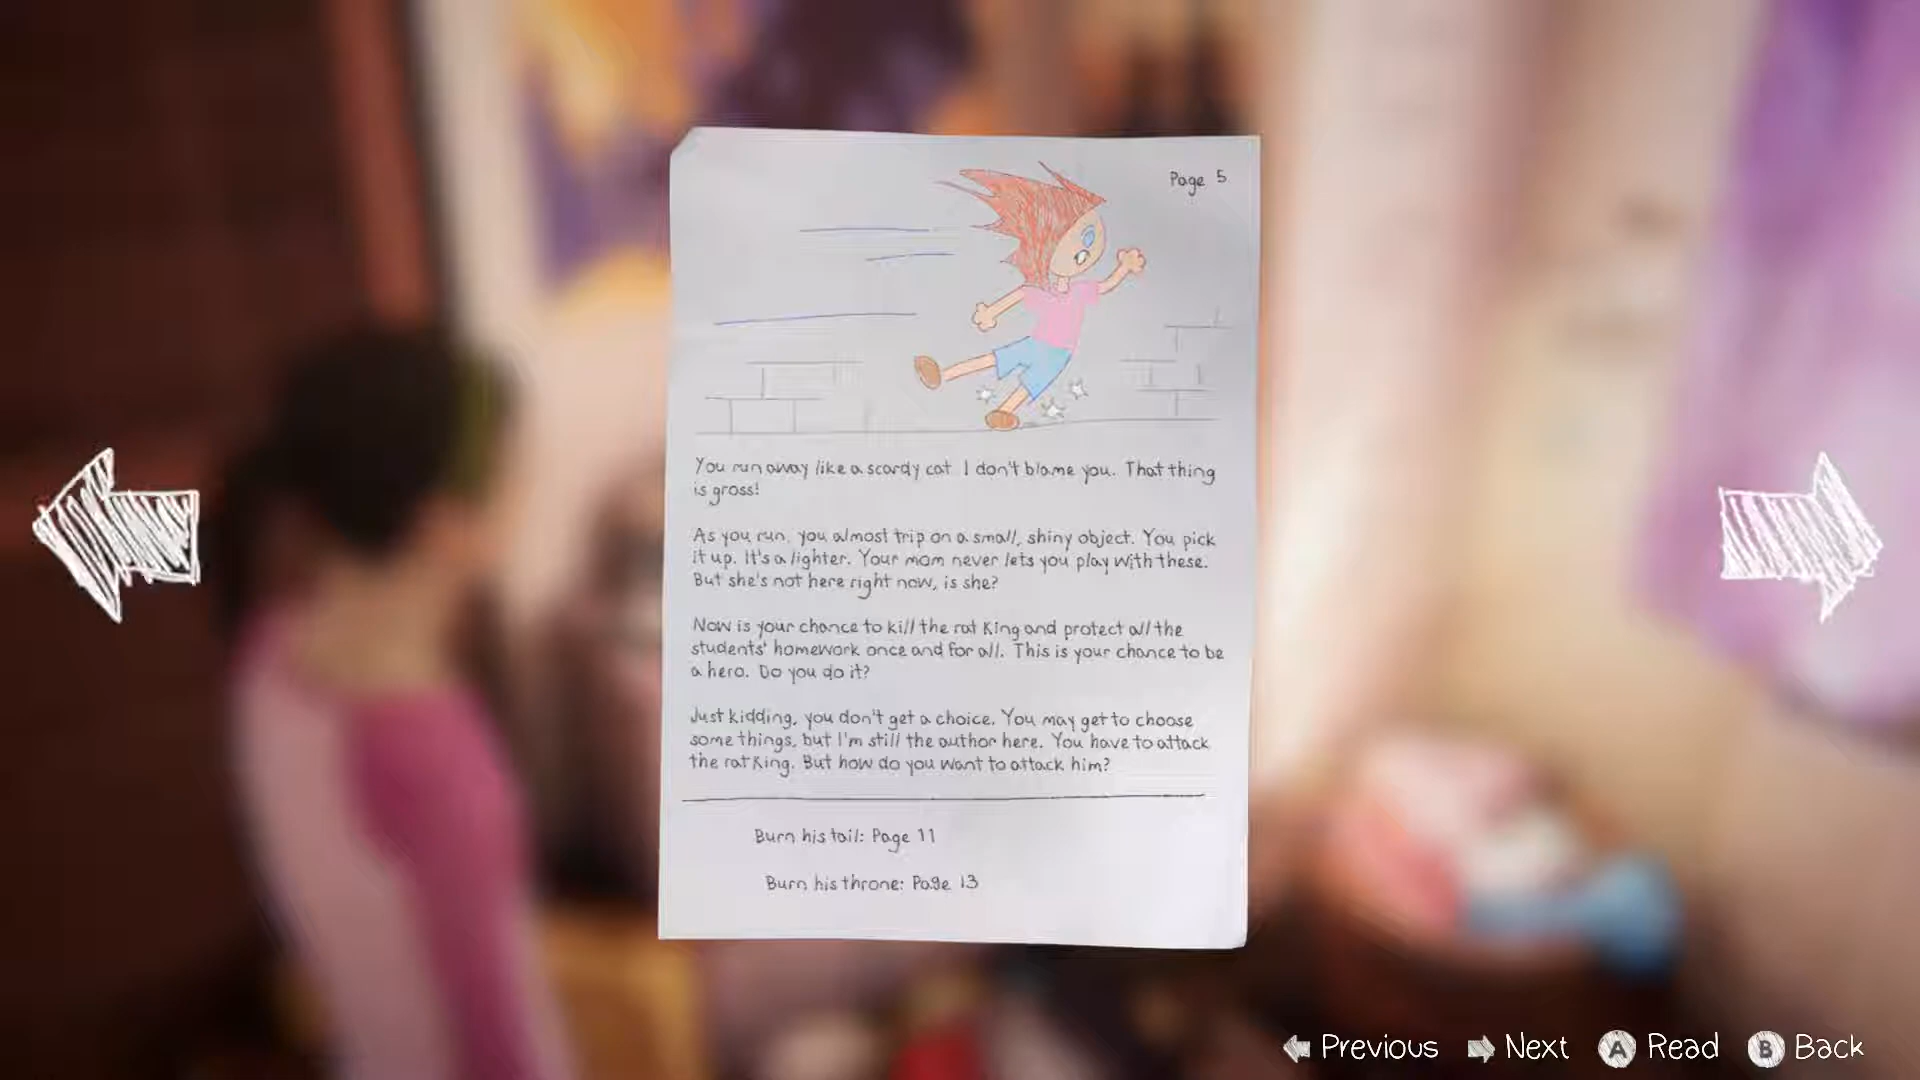 Page 5
You run away like a scardy cat. I don't blame you. That thing
is gross!
As you run, you almost trip on a small, shiny object. You pick
it up. It's a lighter. Your mom never lets you play with these.
But she's not here right now, is she?
Now is your chance to kill the rat King and protect all the
students' homework once and for all. This is your chance to be
a hero. Do you do it?
Just kidding, you don't get a choice. You may get to choose
some things, but I'm still the author here. You have to attack
the rat King. But how do you want to attack him?
Burn his tail: Page 11
Burn his throne: Page 13
Previous Next A Read B Back